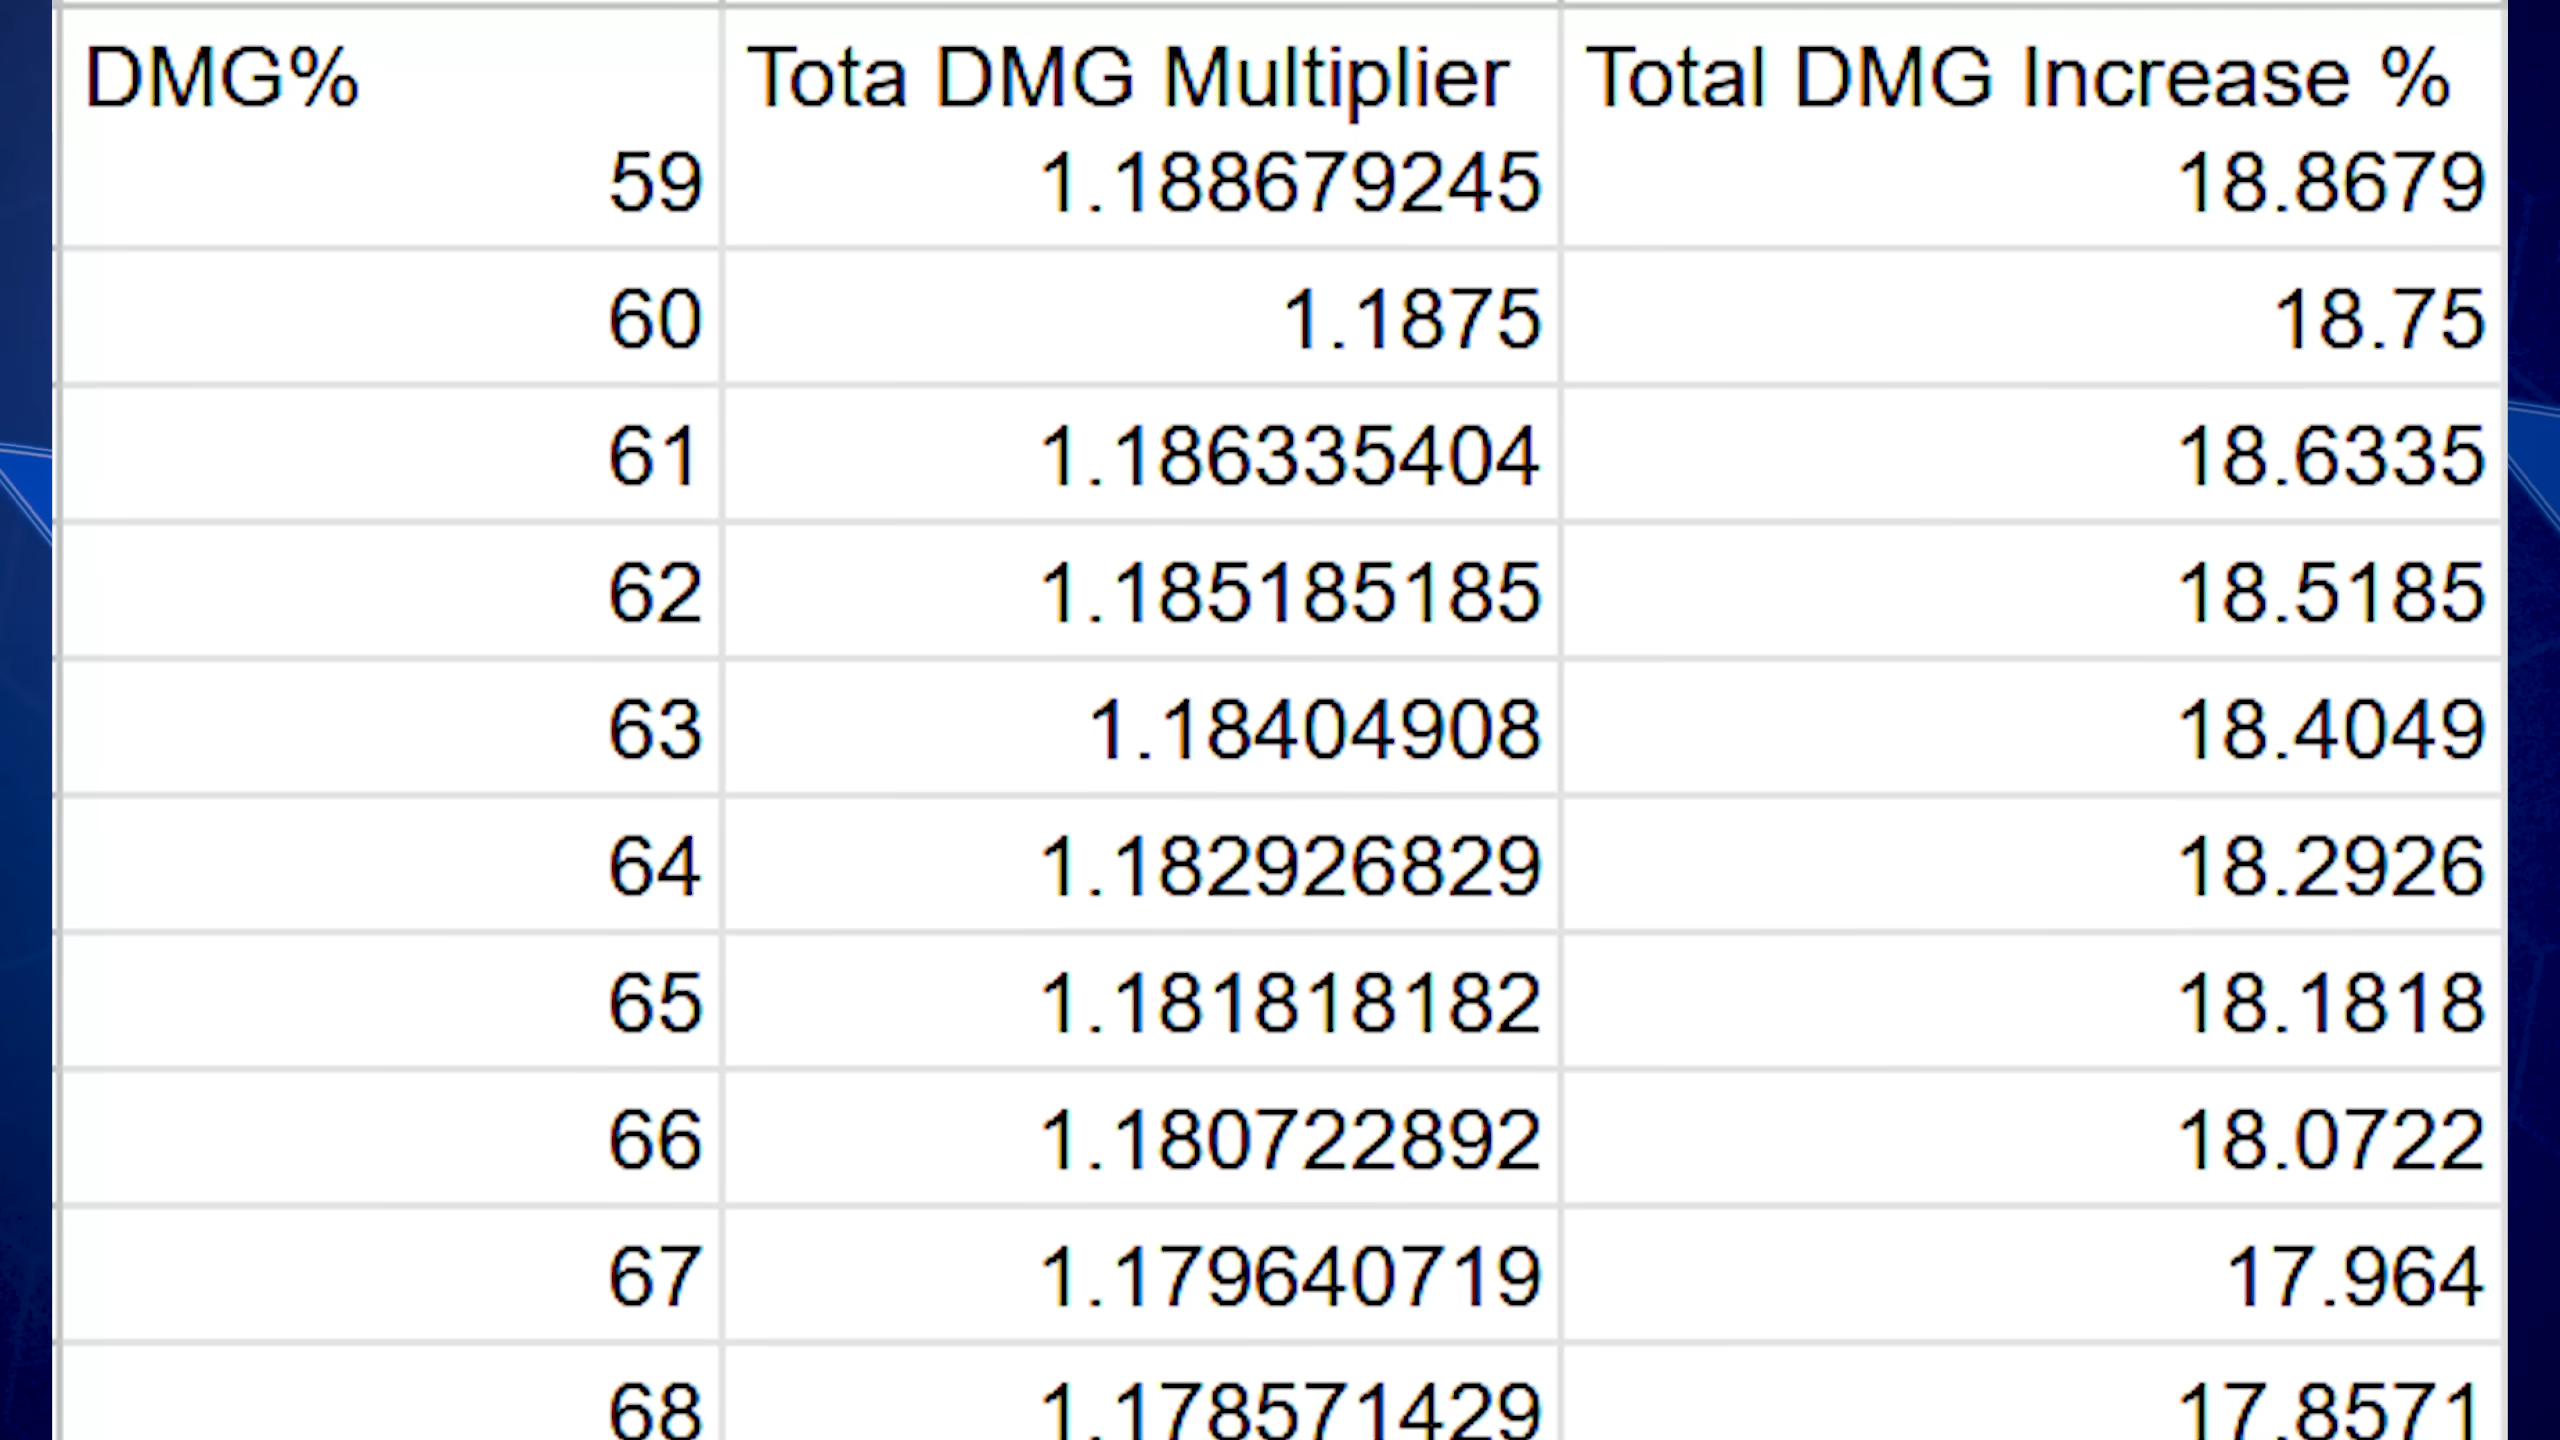 DMG% Tota DMG Multiplier Total DMG Increase %
59 1.188679245 18.8679
60 1.1875 18.75
61 1.186335404 18.6335
62 1.185185185 18.5185
63 1.18404908 18.4049
64 1.182926829 18.2926
65 1.181818182 18.1818
66 1.180722892 18.0722
67 1.179640719 17.964
68 1.178571429 17.8571